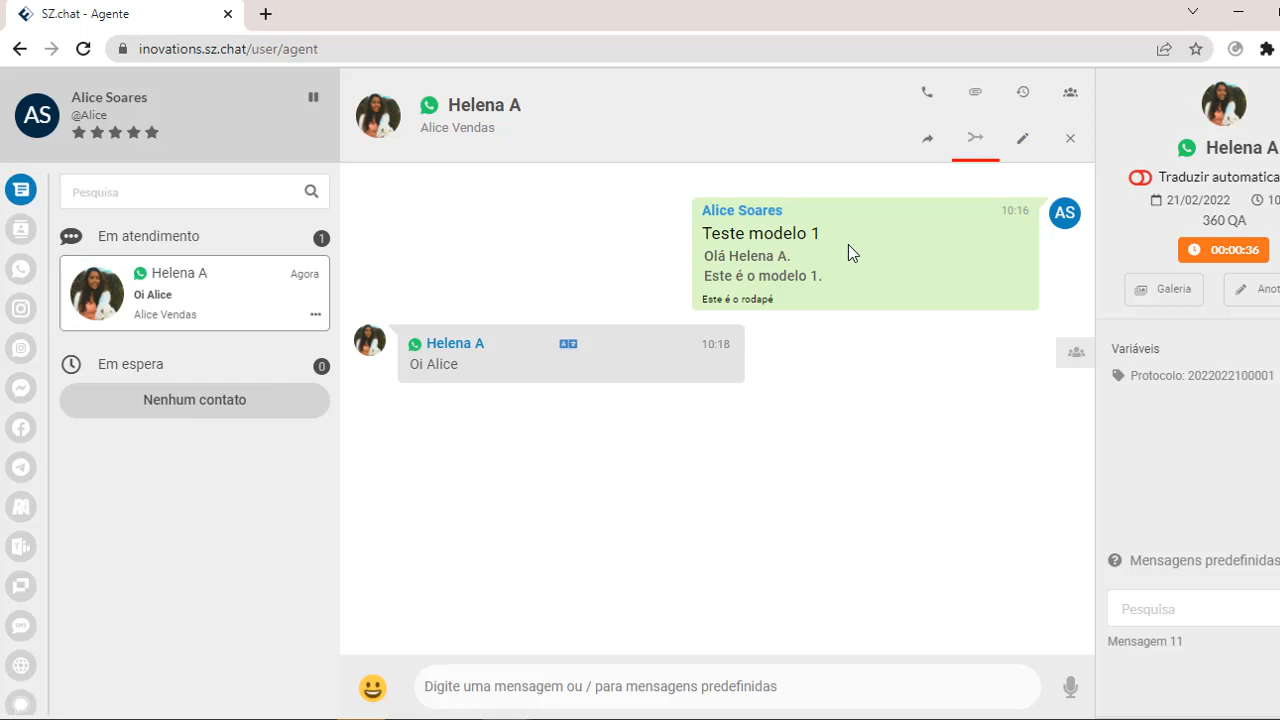 SZ.chat - Agente
inovations.sz.chat/user/agent
AS
Alice Soares
@Alice
Pesquisa
Em atendimento
1
Helena A
Agora
Oi Alice
Alice Vendas
Em espera
0
Nenhum contato
SMS
Helena A
Alice Vendas
Alice Soares
10:16
AS
Teste modelo 1
Olá Helena A.
Este é o modelo 1.
Este é o rodapé
Helena A
10:18
Oi Alice
Digite uma mensagem ou / para mensagens predefinidas
Helena A
Traduzir automatica
21/02/2022
10
360 QA
00:00:36
Galeria
Anot
Variáveis
Protocolo: 2022022100001
Mensagens predefinidas
Pesquisa
Mensagem 11